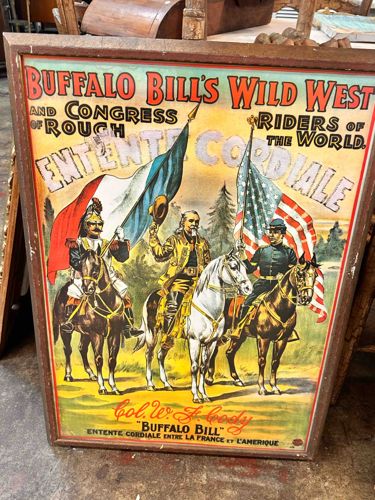 BUFFALO BILL'S WILD WEST
AND CONGRESS RIDERS OF
OF ROUGH THE WORLD.
ENTENTE CORDIALE
Col. W. F. Cody
"BUFFALO BILL"
ENTENTE CORDIALE ENTRE LA FRANCE ET L'AMERIQUE